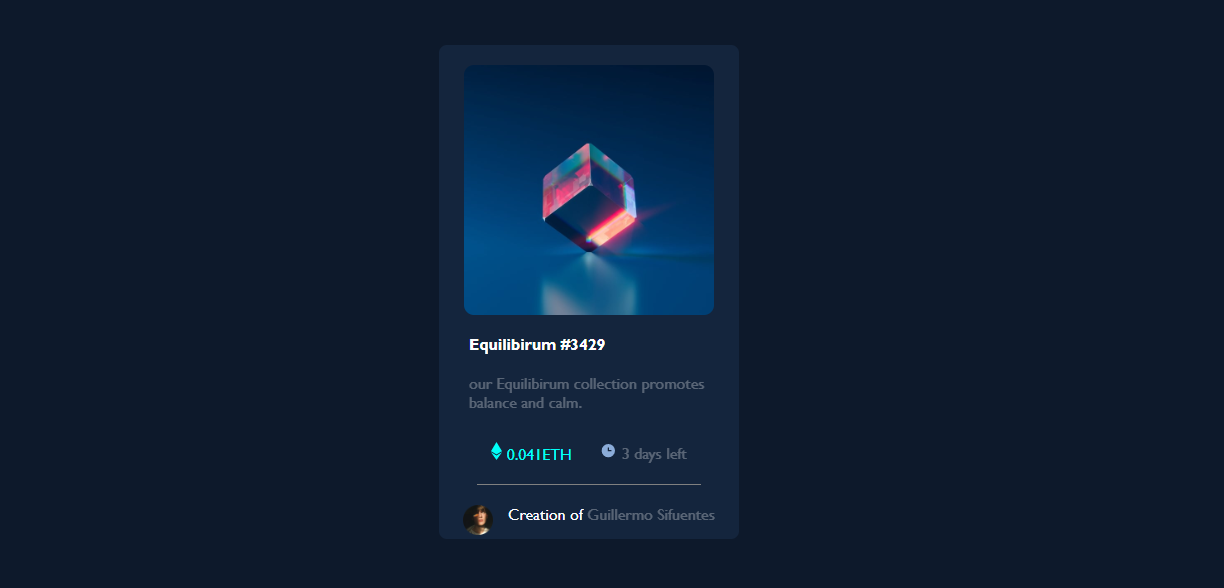 Equilibirum #3429
our Equilibirum collection promotes
balance and calm.
0.041ETH 3 days left
Creation of Guillermo Sifuentes